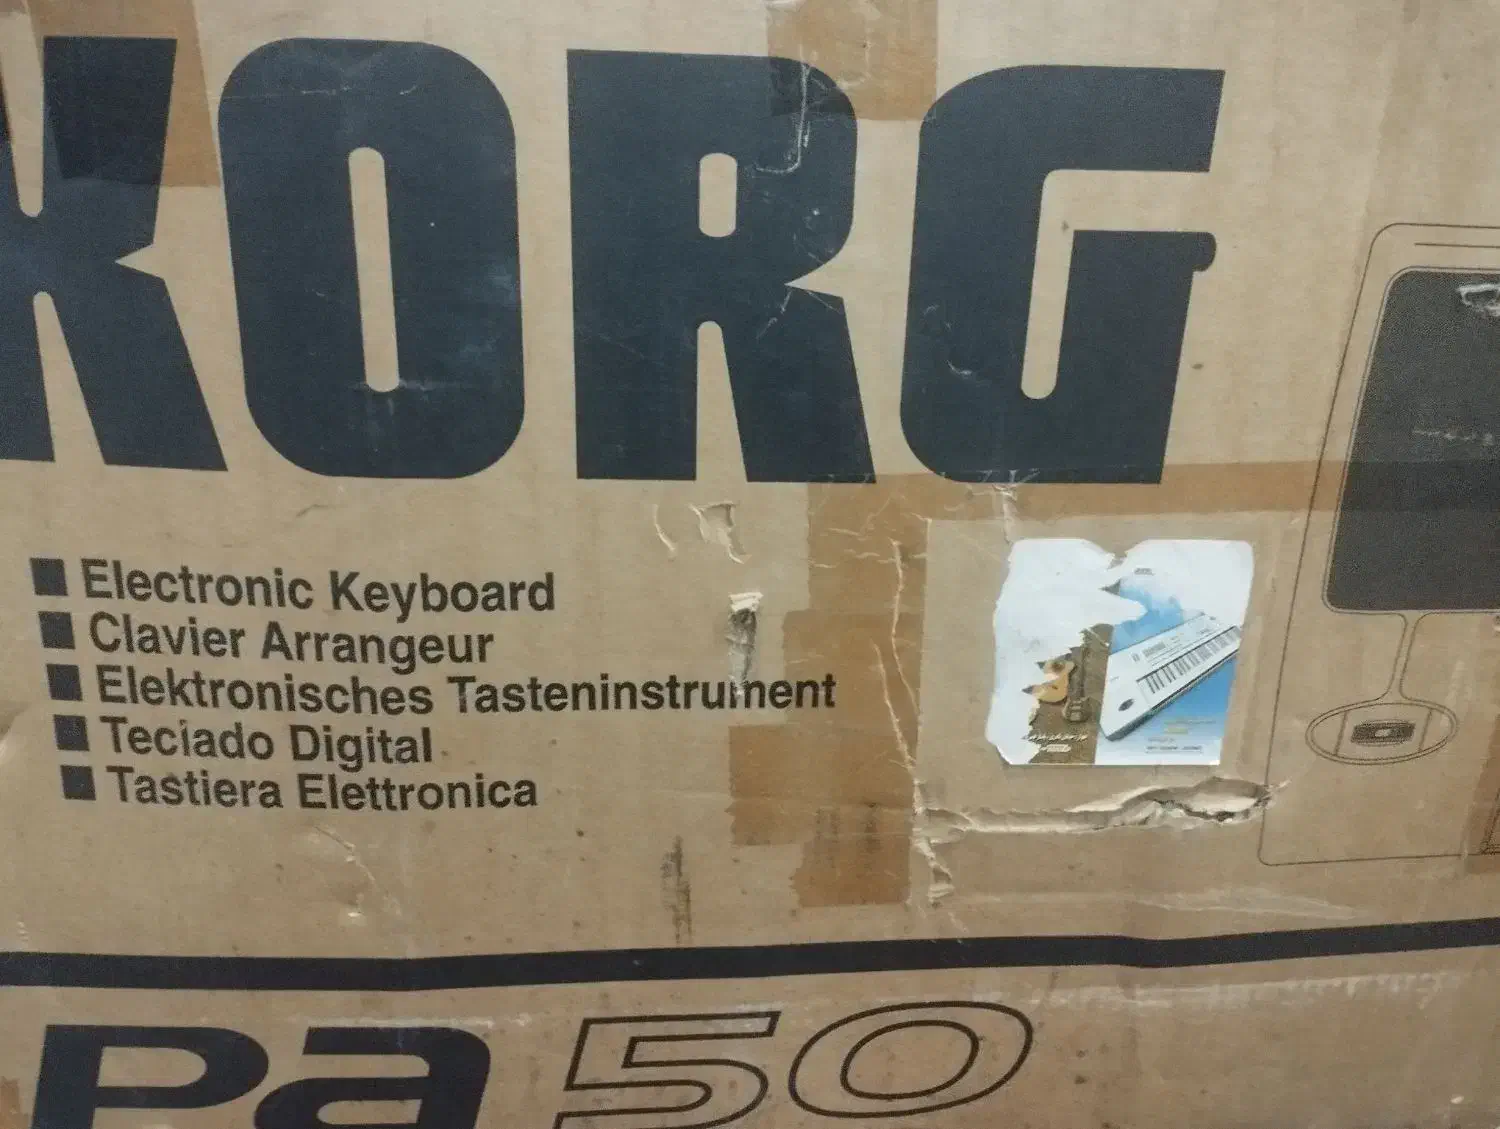 KORG
Electronic Keyboard
Clavier Arrangeur
Elektronisches Tasteninstrument
Teclado Digital
Tastiera Elettronica
Pa50